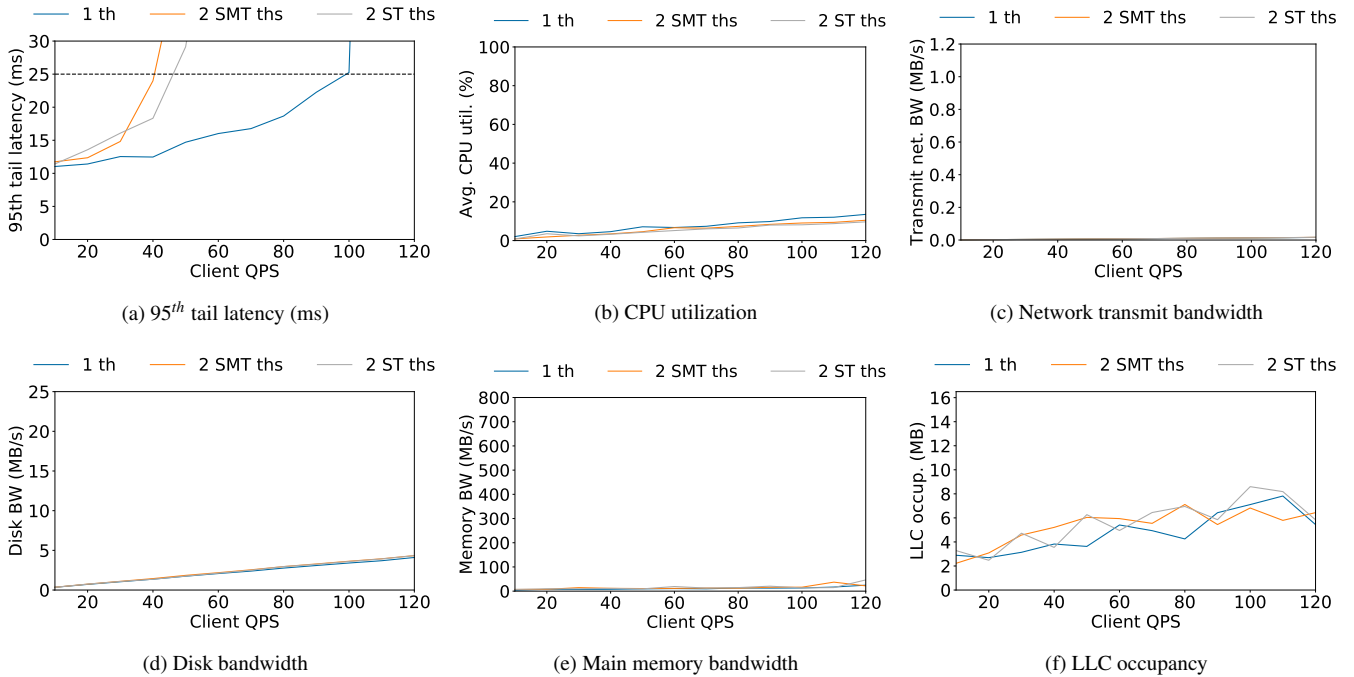 1 th 2 SMT ths 2 ST ths
30
25
20
15
10
5
0
95th tail latency (ms)
20 40 60 80 100 120
Client QPS
(a) 95th tail latency (ms)
1 th 2 SMT ths 2 ST ths
100
80
60
40
20
0
Avg. CPU util. (%)
20 40 60 80 100 120
Client QPS
(b) CPU utilization
1 th 2 SMT ths 2 ST ths
1.2
1.0
0.8
0.6
0.4
0.2
0.0
Transmit net. BW (MB/s)
20 40 60 80 100 120
Client QPS
(c) Network transmit bandwidth
1 th 2 SMT ths 2 ST ths
25
20
15
10
5
0
Disk BW (MB/s)
20 40 60 80 100 120
Client QPS
(d) Disk bandwidth
1 th 2 SMT ths 2 ST ths
800
700
600
500
400
300
200
100
0
Memory BW (MB/s)
20 40 60 80 100 120
Client QPS
(e) Main memory bandwidth
1 th 2 SMT ths 2 ST ths
16
14
12
10
8
6
4
2
0
LLC occup. (MB)
20 40 60 80 100 120
Client QPS
(f) LLC occupancy